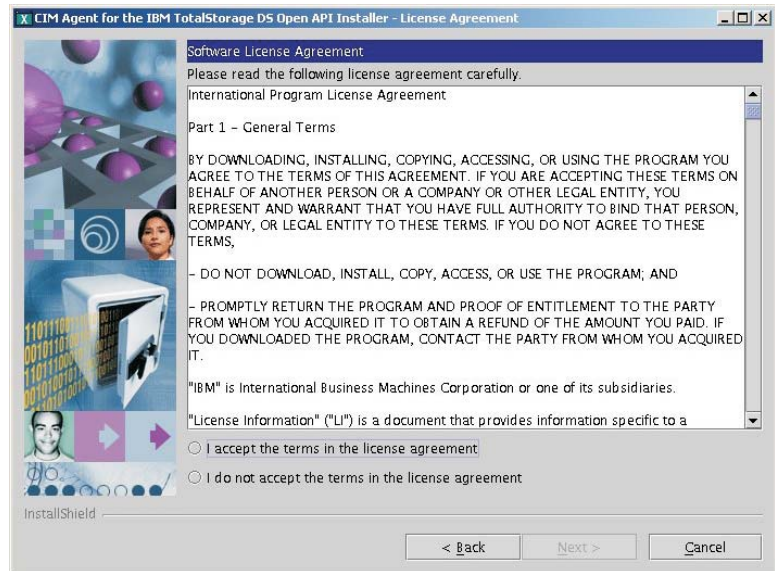 CIM Agent for the IBM TotalStorage DS Open API Installer - License Agreement
Software License Agreement
Please read the following license agreement carefully.
International Program License Agreement
Part 1 - General Terms
BY DOWNLOADING, INSTALLING, COPYING, ACCESSING, OR USING THE PROGRAM YOU
AGREE TO THE TERMS OF THIS AGREEMENT. IF YOU ARE ACCEPTING THESE TERMS ON
BEHALF OF ANOTHER PERSON OR A COMPANY OR OTHER LEGAL ENTITY, YOU
REPRESENT AND WARRANT THAT YOU HAVE FULL AUTHORITY TO BIND THAT PERSON,
COMPANY, OR LEGAL ENTITY TO THESE TERMS. IF YOU DO NOT AGREE TO THESE
TERMS,
- DO NOT DOWNLOAD, INSTALL, COPY, ACCESS, OR USE THE PROGRAM; AND
- PROMPTLY RETURN THE PROGRAM AND PROOF OF ENTITLEMENT TO THE PARTY
FROM WHOM YOU ACQUIRED IT TO OBTAIN A REFUND OF THE AMOUNT YOU PAID. IF
YOU DOWNLOADED THE PROGRAM, CONTACT THE PARTY FROM WHOM YOU ACQUIRED
IT.
"IBM" is International Business Machines Corporation or one of its subsidiaries.
"License Information" ("LI") is a document that provides information specific to a
I accept the terms in the license agreement
I do not accept the terms in the license agreement
InstallShield
< Back
Next >
Cancel